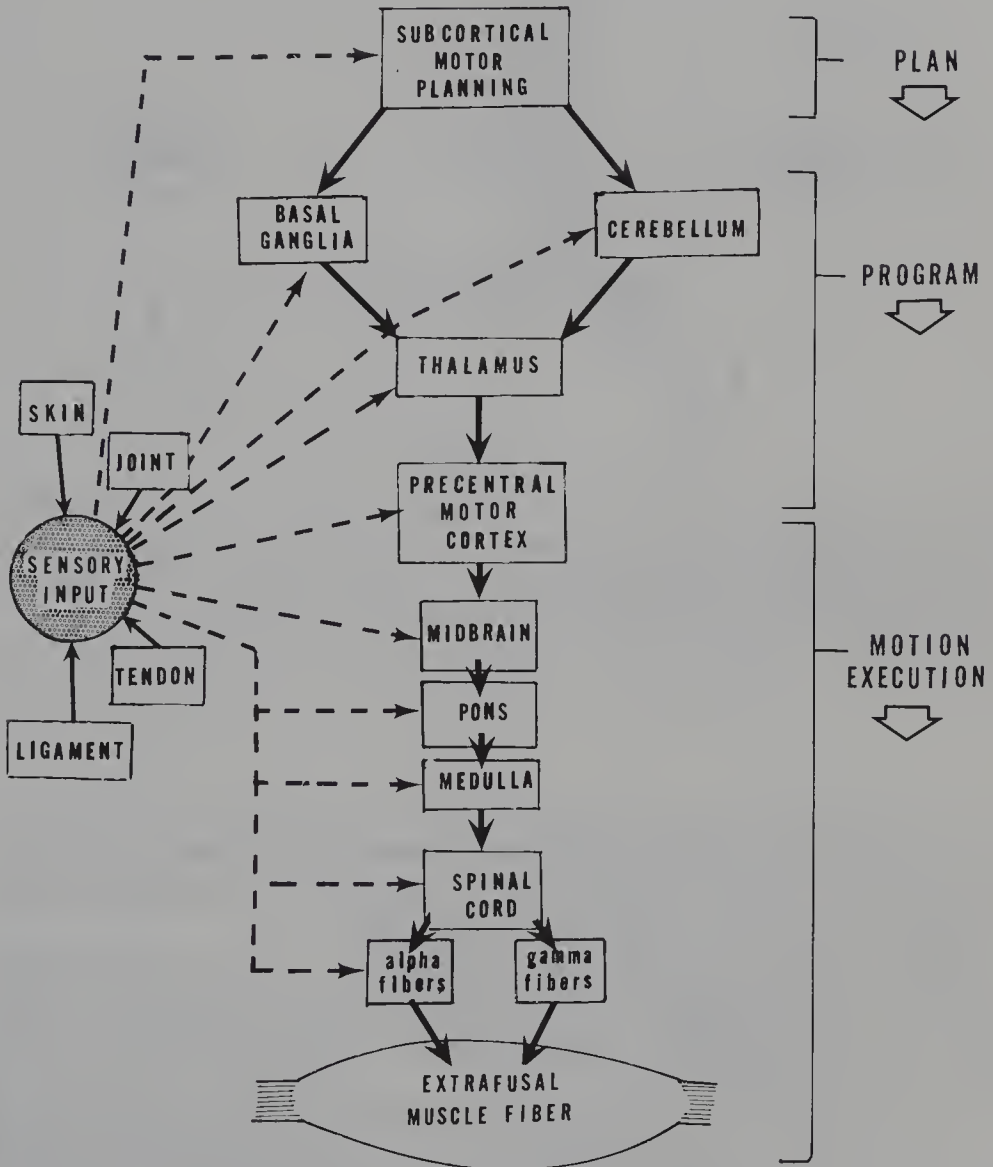 SUBCORTICAL
MOTOR
PLANNING
PLAN
BASAL
GANGLIA
CEREBELLUM
PROGRAM
THALAMUS
SKIN
JOINT
PRECENTRAL
MOTOR
CORTEX
SENSORY
INPUT
MIDBRAIN
MOTION
EXECUTION
TENDON
PONS
LIGAMENT
MEDULLA
SPINAL
CORD
alpha
fibers
gamma
fibers
EXTRAFUSAL
MUSCLE FIBER